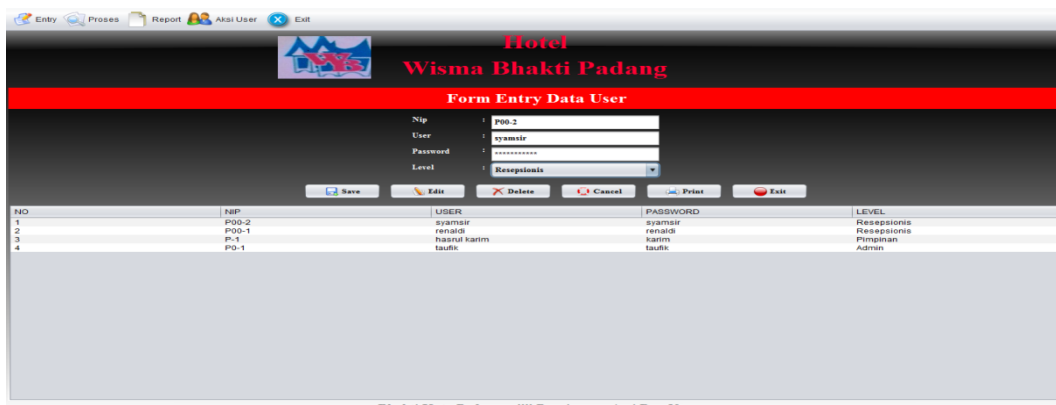 Entry Proses Report Aksi User Exit
Hotel
Wisma Bhakti Padang
Form Entry Data User
Nip : P00-2
User : syamsir
Password : ***********
Level : Resepsionis
Save Edit Delete Cancel Print Exit
NO NIP USER PASSWORD LEVEL
1 P00-2 syamsir syamsir Resepsionis
2 P00-1 renaldi renaldi Resepsionis
3 P-1 hasrul karim karim Pimpinan
4 P0-1 taufik taufik Admin